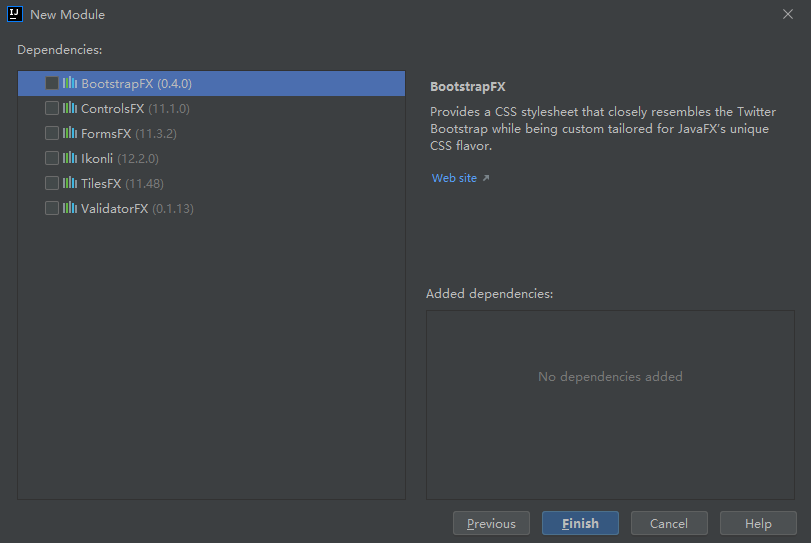 New Module
Dependencies:
BootstrapFX (0.4.0)
ControlsFX (11.1.0)
FormsFX (11.3.2)
Ikonli (12.2.0)
TilesFX (11.48)
ValidatorFX (0.1.13)
BootstrapFX
Provides a CSS stylesheet that closely resembles the Twitter
Bootstrap while being custom tailored for JavaFX's unique
CSS flavor.
Web site ↗
Added dependencies:
No dependencies added
Previous
Finish
Cancel
Help